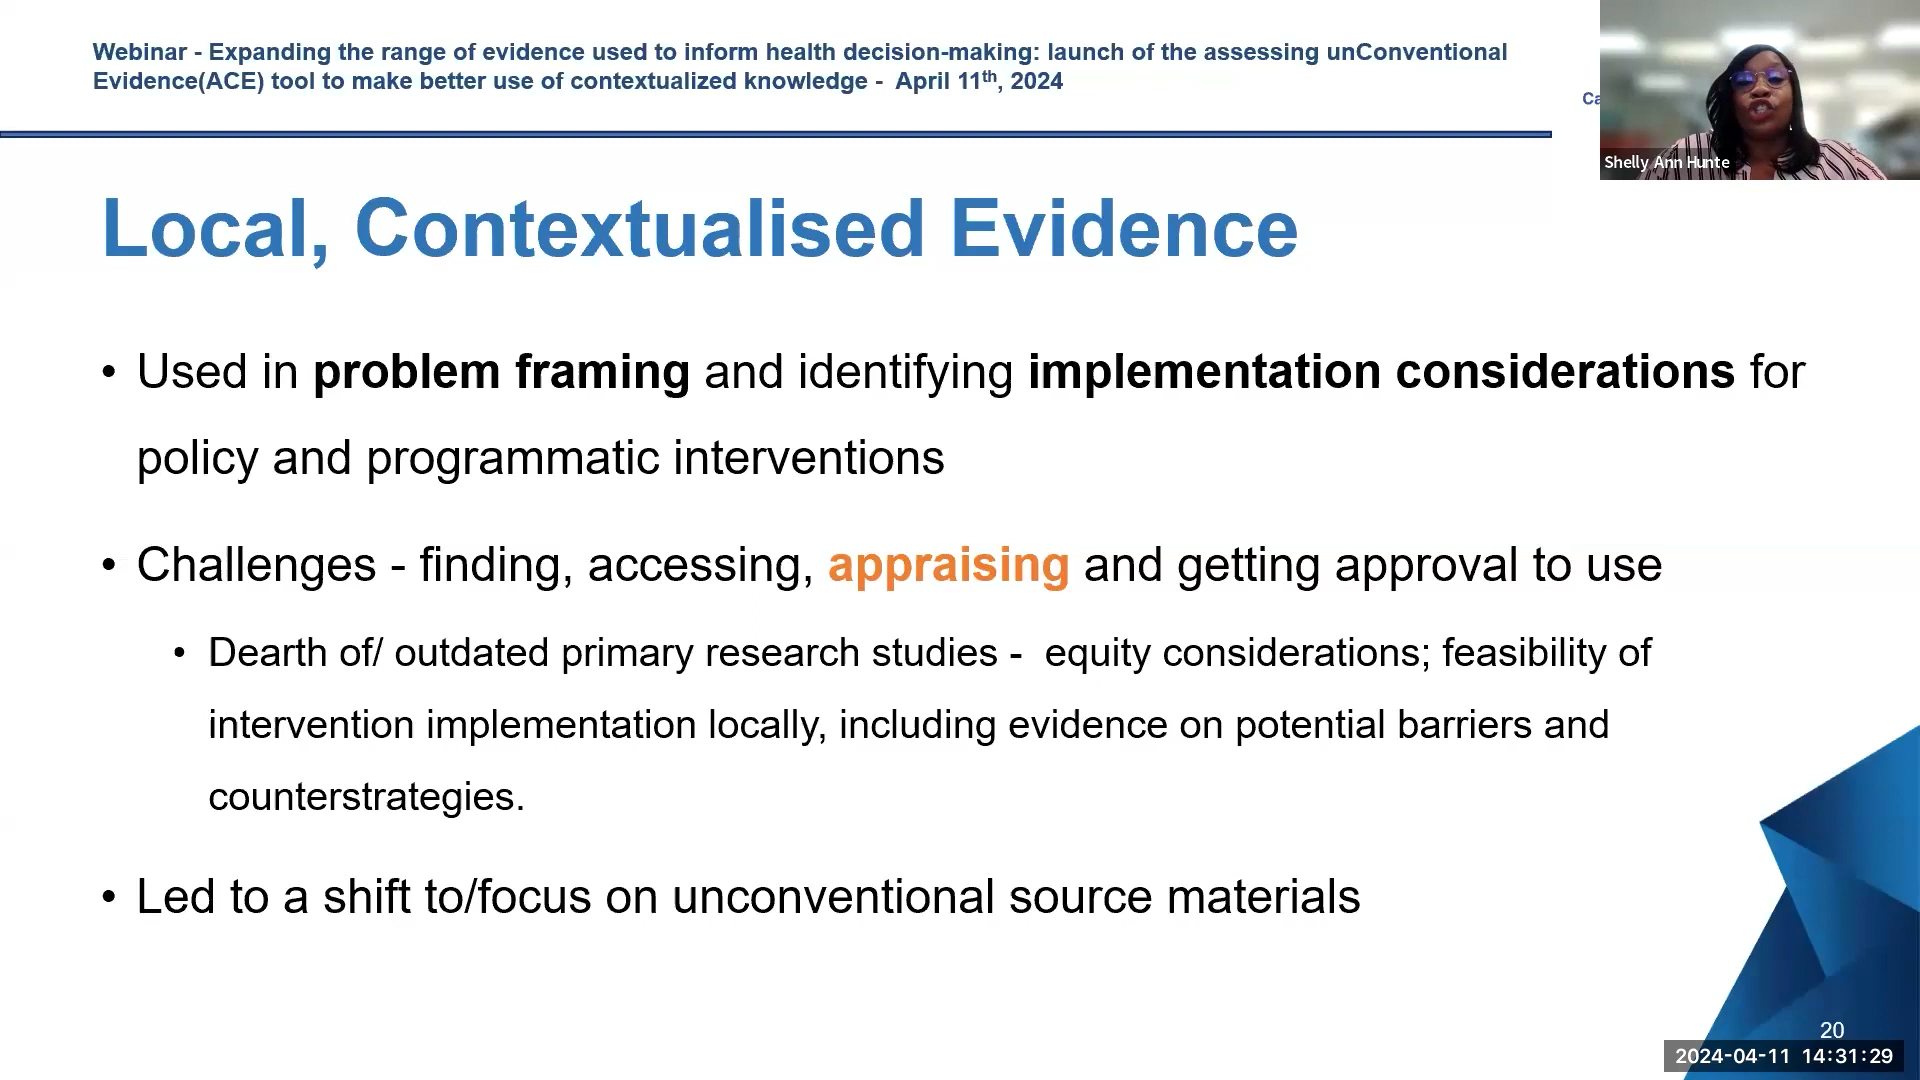 Webinar - Expanding the range of evidence used to inform health decision-making: launch of the assessing unConventional
Evidence(ACE) tool to make better use of contextualized knowledge - April 11th, 2024
Ca
Shelly Ann Hunte
Local, Contextualised Evidence
• Used in problem framing and identifying implementation considerations for
policy and programmatic interventions
• Challenges - finding, accessing, appraising and getting approval to use
• Dearth of/ outdated primary research studies - equity considerations; feasibility of
intervention implementation locally, including evidence on potential barriers and
counterstrategies.
• Led to a shift to/focus on unconventional source materials
20
2024-04-11 14:31:29